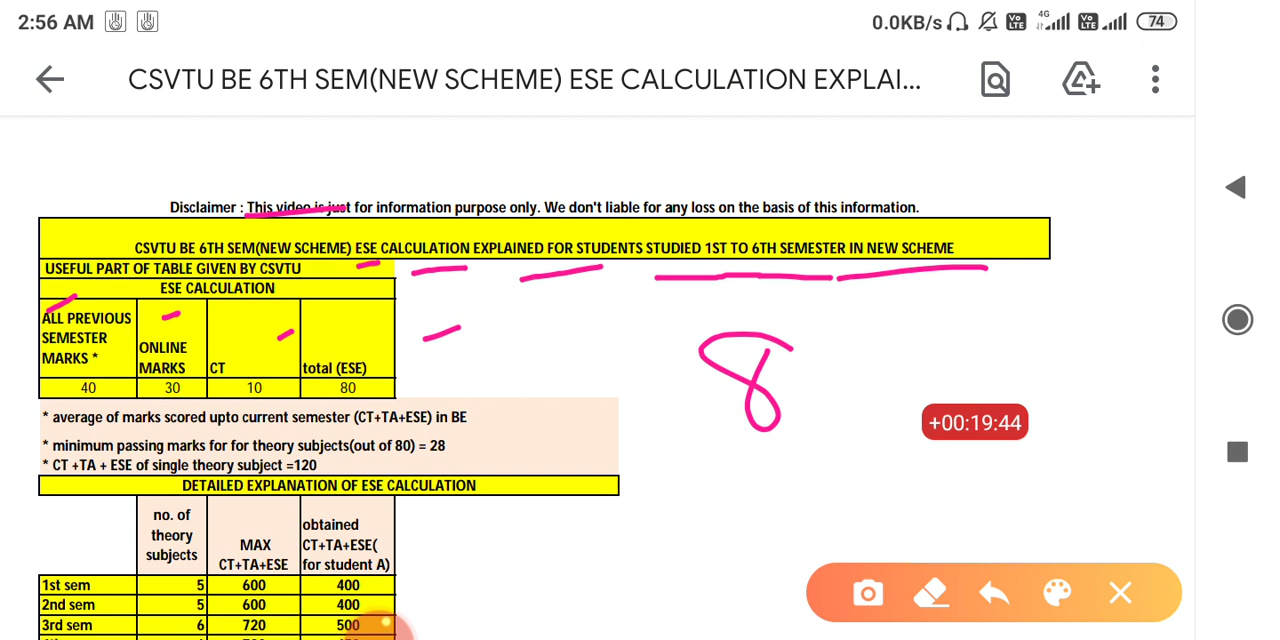 2:56 AM 0.0KB/s Vo LTE 4G Vo LTE 74
CSVTU BE 6TH SEM(NEW SCHEME) ESE CALCULATION EXPLAI...
Disclaimer : This video is just for information purpose only. We don't liable for any loss on the basis of this information.
CSVTU BE 6TH SEM(NEW SCHEME) ESE CALCULATION EXPLAINED FOR STUDENTS STUDIED 1ST TO 6TH SEMESTER IN NEW SCHEME
USEFUL PART OF TABLE GIVEN BY CSVTU
ESE CALCULATION
ALL PREVIOUS
SEMESTER
MARKS *
ONLINE
MARKS
CT
total (ESE)
40 30 10 80
8
+00:19:44
* average of marks scored upto current semester (CT+TA+ESE) in BE
* minimum passing marks for for theory subjects(out of 80) = 28
* CT +TA + ESE of single theory subject =120
DETAILED EXPLANATION OF ESE CALCULATION
no. of
theory
subjects
MAX
CT+TA+ESE
obtained
CT+TA+ESE(
for student A)
1st sem 5 600 400
2nd sem 5 600 400
3rd sem 6 720 500